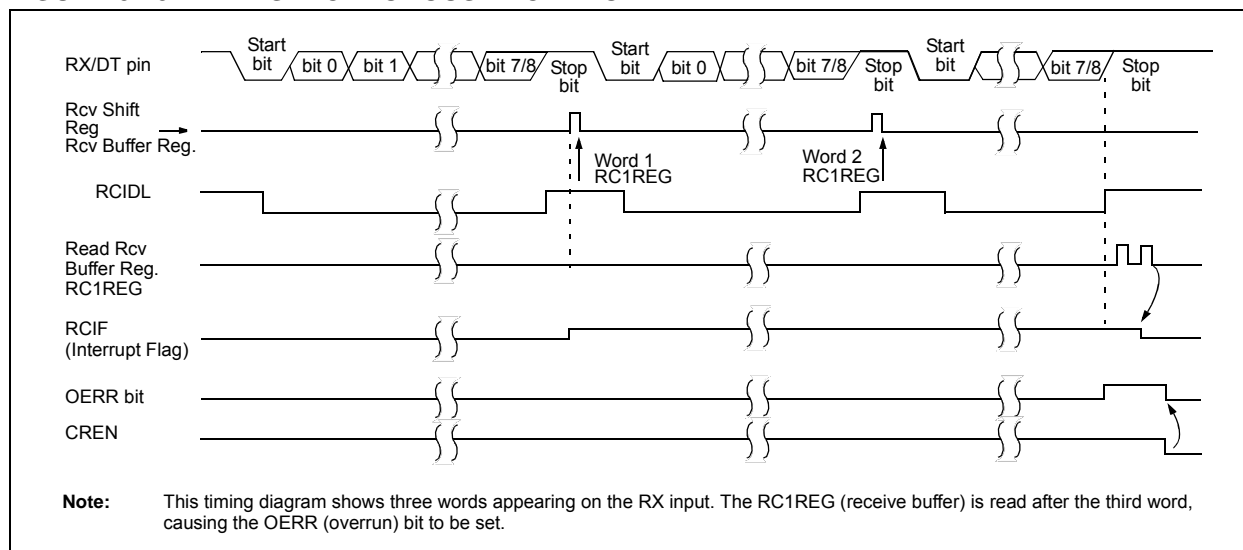 Start
bit
bit 0
bit 1
bit 7/8
Stop
bit
Start
bit
bit 0
bit 7/8
Stop
bit
Start
bit
bit 7/8
Stop
bit
RX/DT pin
Rcv Shift
Reg
Rcv Buffer Reg.
Word 1
RC1REG
Word 2
RC1REG
RCIDL
Read Rcv
Buffer Reg.
RC1REG
RCIF
(Interrupt Flag)
OERR bit
CREN
Note: This timing diagram shows three words appearing on the RX input. The RC1REG (receive buffer) is read after the third word,
causing the OERR (overrun) bit to be set.